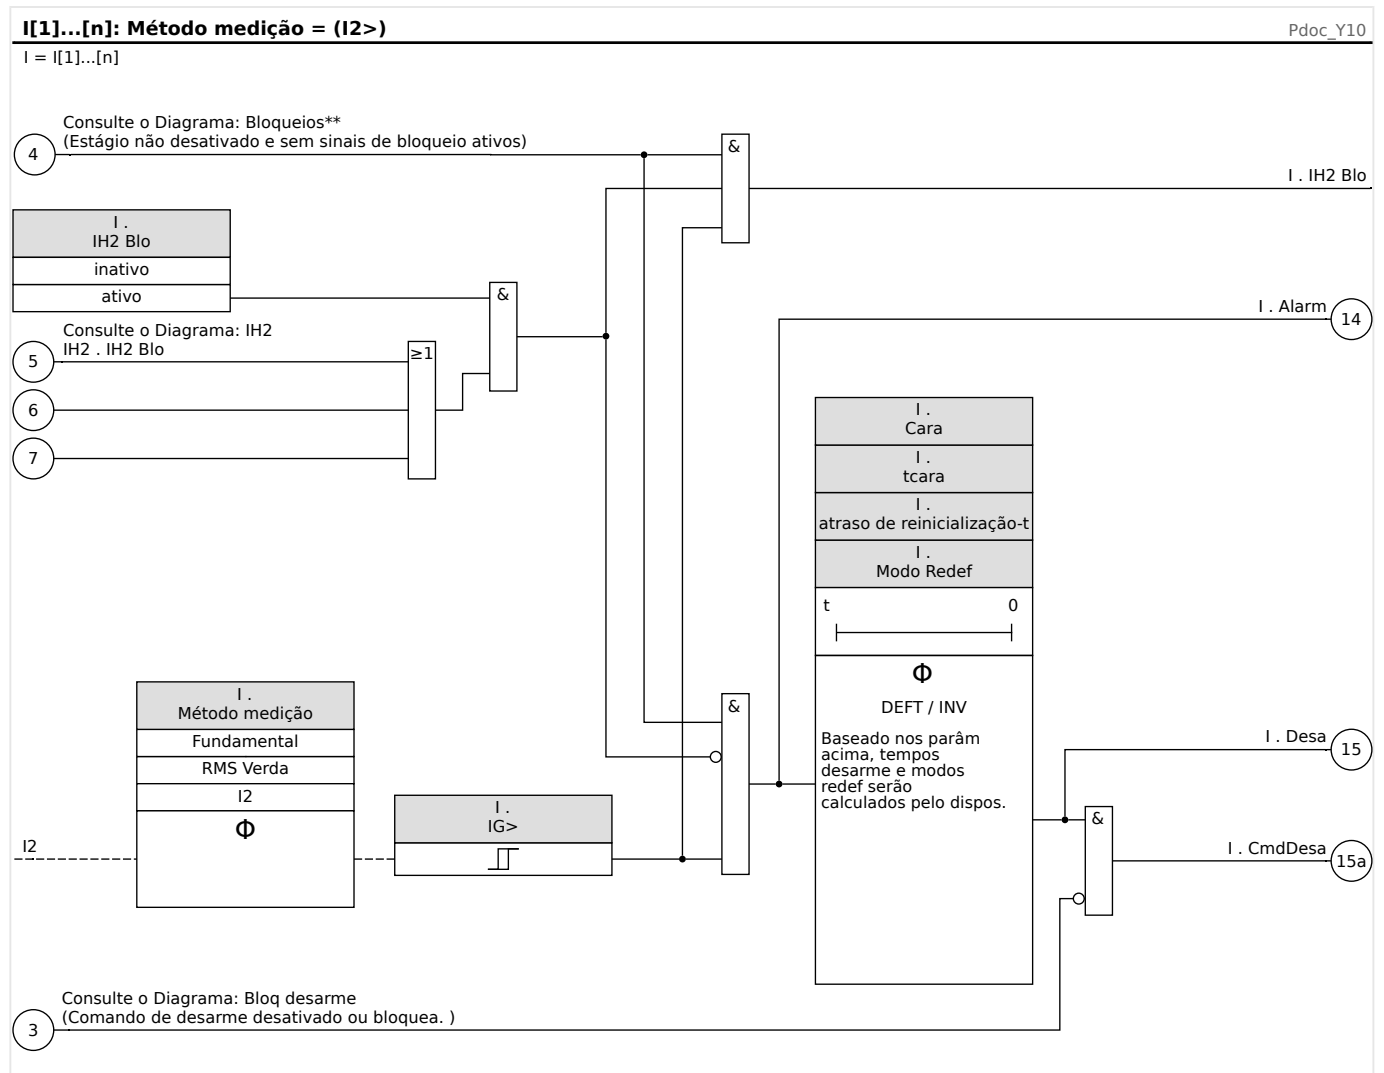 I[1]...[n]: Método medição = (I2>)
Pdoc_Y10
I = I[1]...[n]
Consulte o Diagrama: Bloqueios**
(Estágio não desativado e sem sinais de bloqueio ativos)
4
&
I . IH2 Blo
I .
IH2 Blo
inativo
ativo
&
I . Alarm
14
Consulte o Diagrama: IH2
IH2 . IH2 Blo
5
≥1
6
7
I .
Cara
I .
tcara
I .
atraso de reinicialização-t
I .
Modo Redef
t 0
Φ
DEFT / INV
Baseado nos parâm
acima, tempos
desarme e modos
redef serão
calculados pelo dispos.
I .
Método medição
Fundamental
RMS Verda
I2
Φ
I2
I .
IG>
&
I . Desa
15
&
I . CmdDesa
15a
Consulte o Diagrama: Bloq desarme
(Comando de desarme desativado ou bloquea. )
3